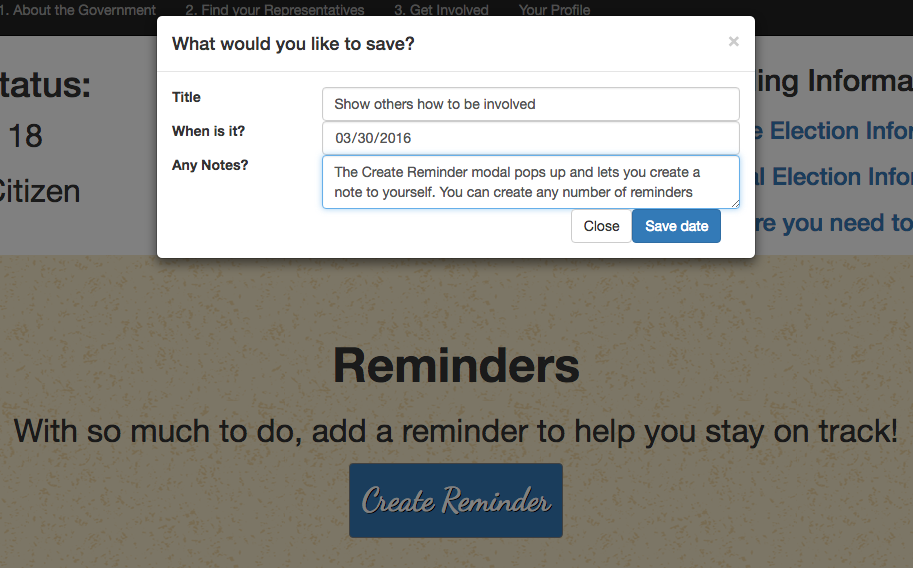 1. About the Government 2. Find your Representatives 3. Get Involved Your Profile
What would you like to save? ×
Title Show others how to be involved
When is it? 03/30/2016
Any Notes? The Create Reminder modal pops up and lets you create a
note to yourself. You can create any number of reminders
Close Save date
tatus:
18
Citizen
ing Informa
e Election Infor
al Election Infor
re you need to
Reminders
With so much to do, add a reminder to help you stay on track!
Create Reminder